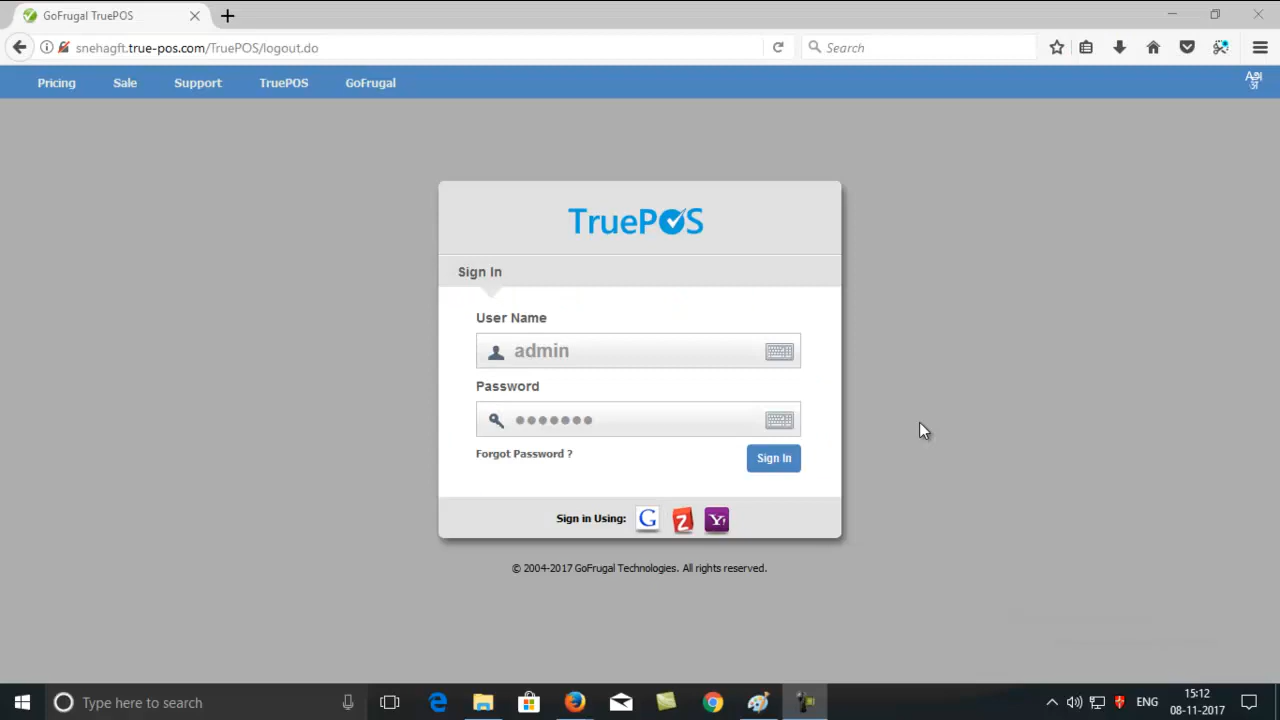 GoFrugal TruePOS
snehagft.true-pos.com/TruePOS/logout.do
Search
Pricing Sale Support TruePOS GoFrugal
TruePOS
Sign In
User Name
admin
Password
Forgot Password ?
Sign In
Sign in Using: G Z Y!
© 2004-2017 GoFrugal Technologies. All rights reserved.
Type here to search
ENG
15:12
08-11-2017